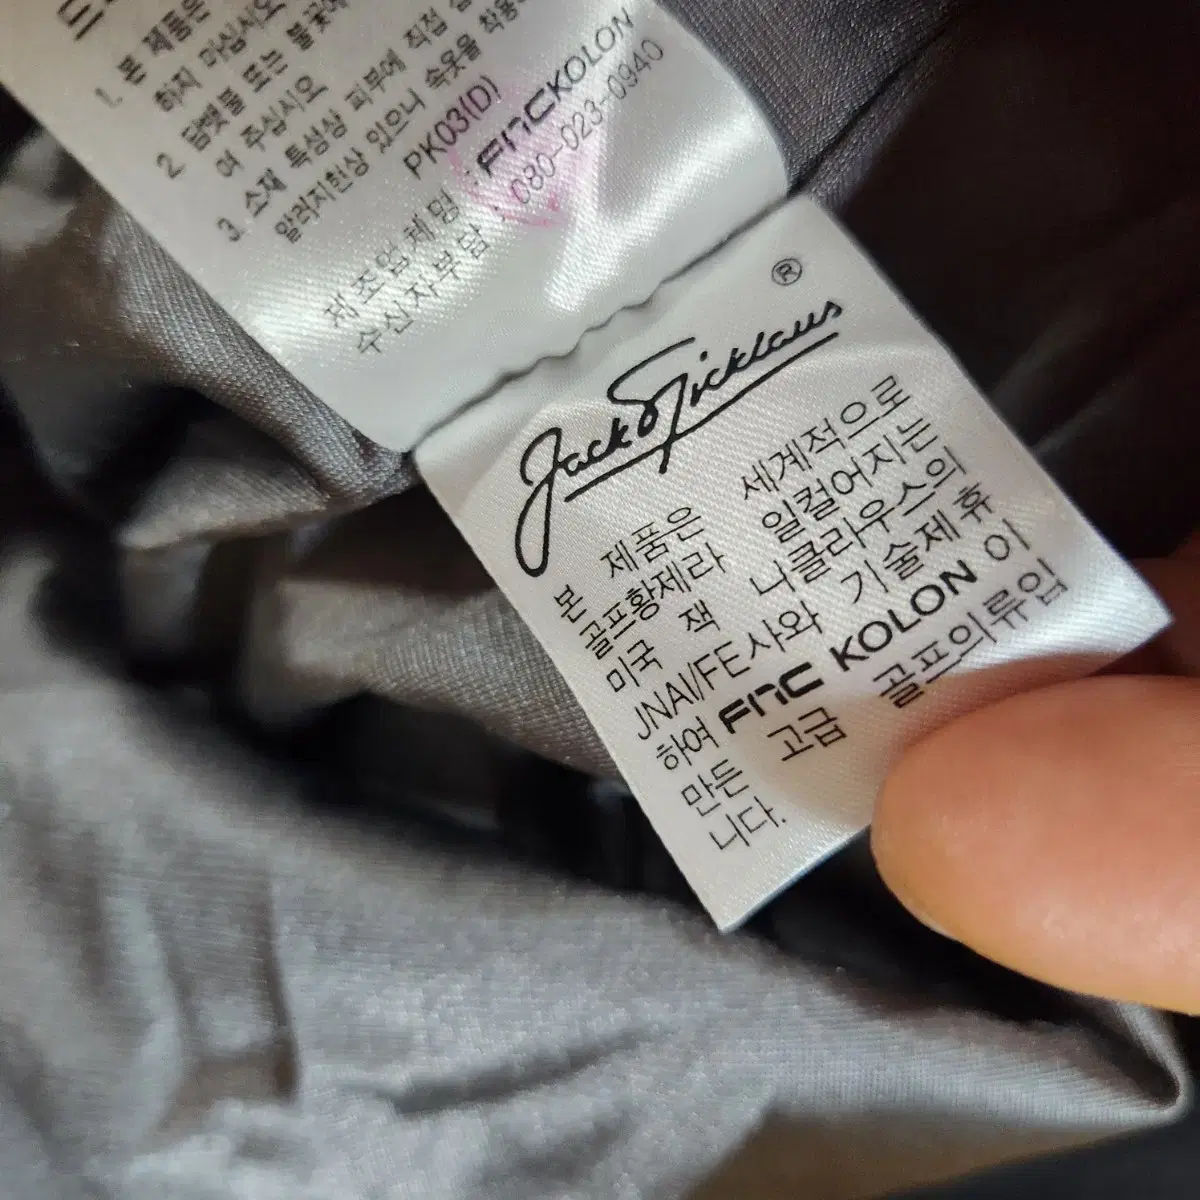 1. 본 제품은
하지 마십시오
2 담뱃불 또는 불꽃에
여 주십시오
3. 소재 특성상 피부에 직접
알러지현상 있으니 속옷을 착용
PK03(D)
제조업체명 : FNC KOLON
수신자부담 : 080-023-0940
®
Jack Nicklaus
본 제품은 세계적으로
골프황제라 일컬어지는
미국 잭 니클라우스의
JNAI/FE사와 기술제휴
하여 FNC KOLON 이
만든 고급 골프의류입
니다.